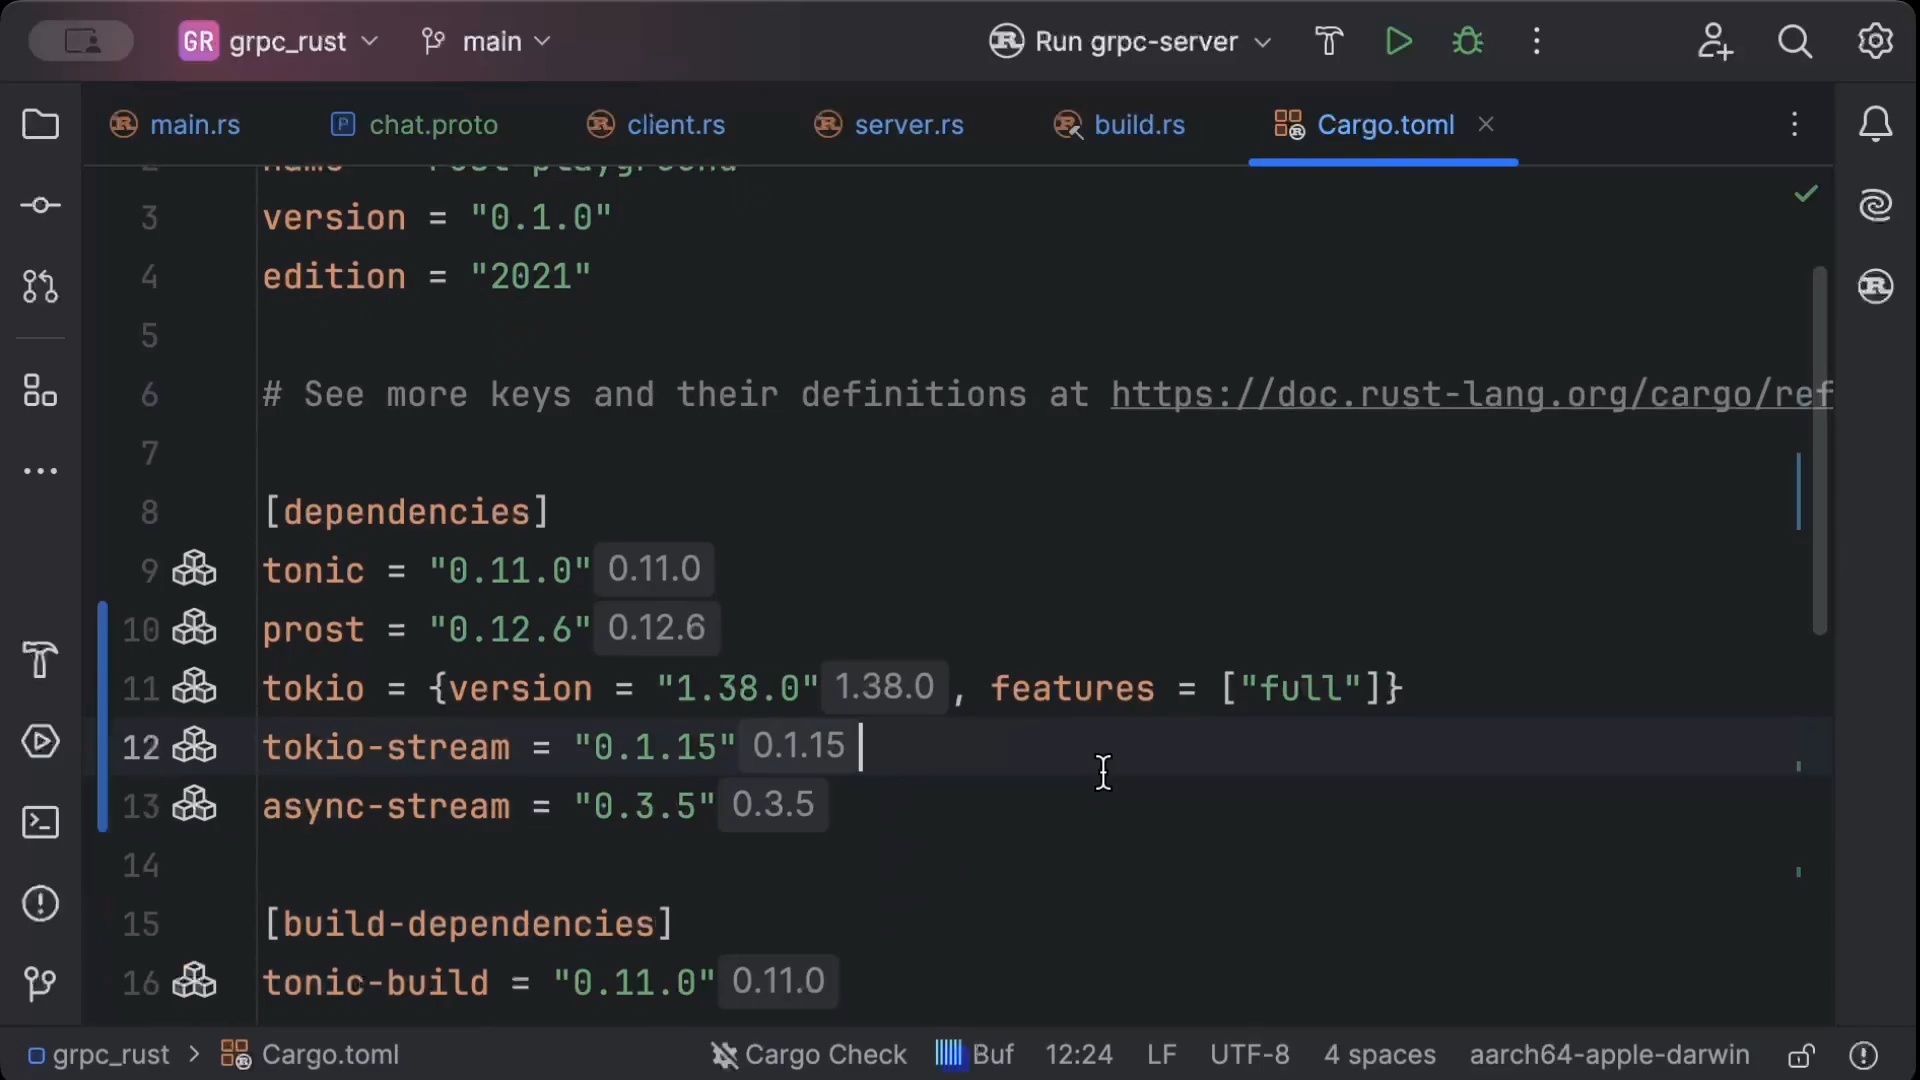 GR grpc_rust main Run grpc-server
main.rs chat.proto client.rs server.rs build.rs Cargo.toml
3 version = "0.1.0"
4 edition = "2021"
5
6 # See more keys and their definitions at https://doc.rust-lang.org/cargo/ref
7
8 [dependencies]
9 tonic = "0.11.0" 0.11.0
10 prost = "0.12.6" 0.12.6
11 tokio = {version = "1.38.0" 1.38.0 , features = ["full"]}
12 tokio-stream = "0.1.15" 0.1.15
13 async-stream = "0.3.5" 0.3.5
14
15 [build-dependencies]
16 tonic-build = "0.11.0" 0.11.0
grpc_rust > Cargo.toml Cargo Check Buf 12:24 LF UTF-8 4 spaces aarch64-apple-darwin